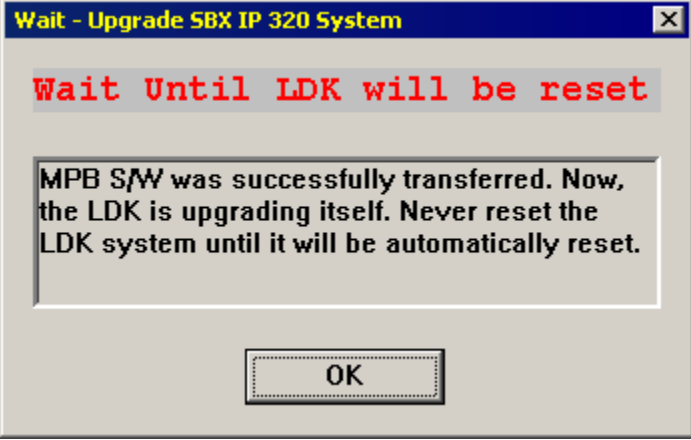 Wait - Upgrade SBX IP 320 System
Wait Until LDK will be reset
MPB S/W was successfully transferred. Now,
the LDK is upgrading itself. Never reset the
LDK system until it will be automatically reset.
OK